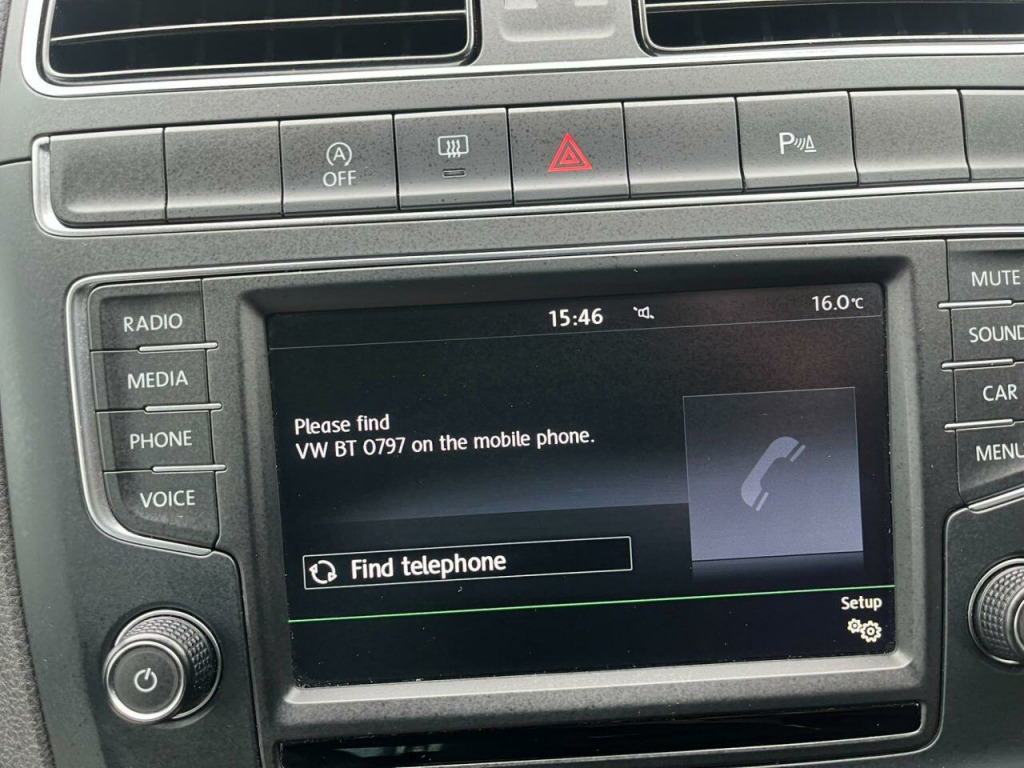 A
OFF
P
RADIO
MEDIA
PHONE
VOICE
15:46
16.0°C
Please find
VW BT 0797 on the mobile phone.
Find telephone
Setup
MUTE
SOUND
CAR
MENU